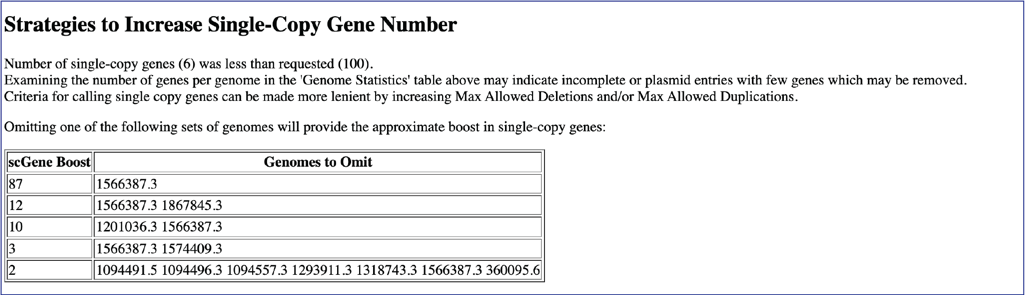 Strategies to Increase Single-Copy Gene Number
Number of single-copy genes (6) was less than requested (100).
Examining the number of genes per genome in the 'Genome Statistics' table above may indicate incomplete or plasmid entries with few genes which may be removed.
Criteria for calling single copy genes can be made more lenient by increasing Max Allowed Deletions and/or Max Allowed Duplications.
Omitting one of the following sets of genomes will provide the approximate boost in single-copy genes:
scGene Boost Genomes to Omit
87 1566387.3
12 1566387.3 1867845.3
10 1201036.3 1566387.3
3 1566387.3 1574409.3
2 1094491.5 1094496.3 1094557.3 1293911.3 1318743.3 1566387.3 360095.6